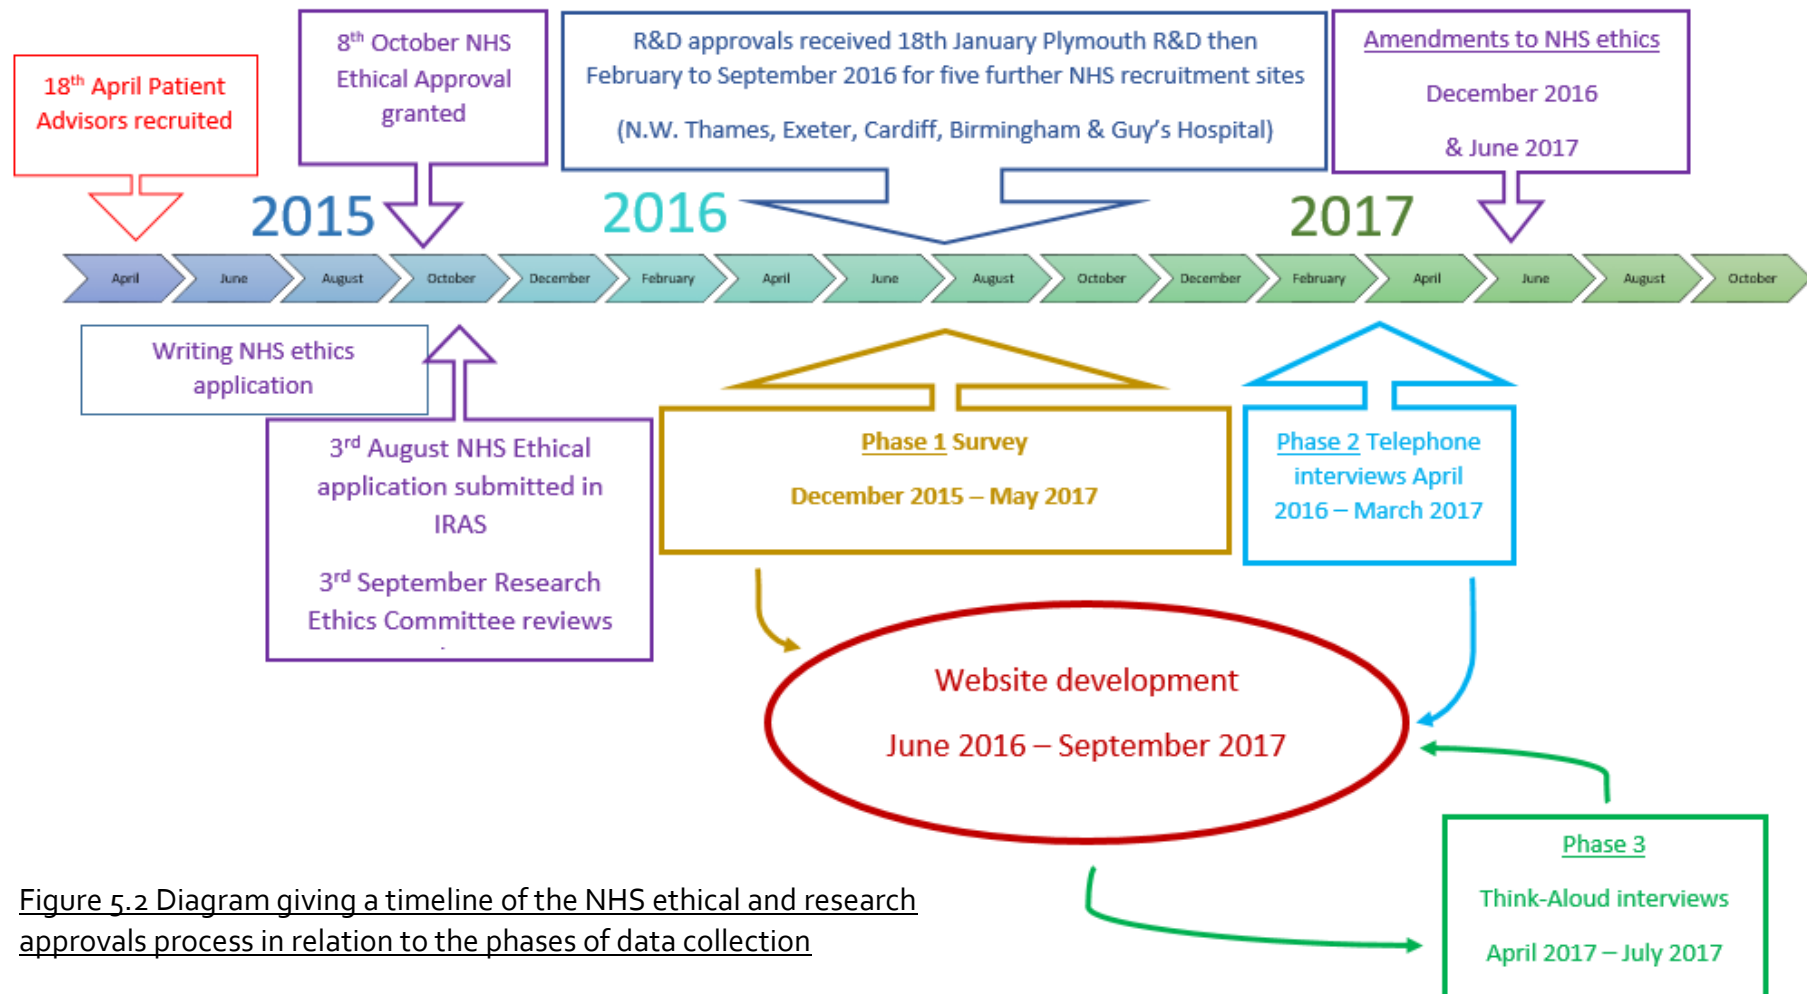 18th April Patient
Advisors recruited
8th October NHS
Ethical Approval
granted
R&D approvals received 18th January Plymouth R&D then
February to September 2016 for five further NHS recruitment sites
(N.W. Thames, Exeter, Cardiff, Birmingham & Guy's Hospital)
Amendments to NHS ethics
December 2016
& June 2017
2015
2016
2017
April
June
August
October
December
February
April
June
August
October
December
February
April
June
August
October
Writing NHS ethics
application
3rd August NHS Ethical
application submitted in
IRAS
3rd September Research
Ethics Committee reviews
Phase 1 Survey
December 2015 – May 2017
Phase 2 Telephone
interviews April
2016 – March 2017
Website development
June 2016 – September 2017
Phase 3
Think-Aloud interviews
April 2017 – July 2017
Figure 5.2 Diagram giving a timeline of the NHS ethical and research
approvals process in relation to the phases of data collection